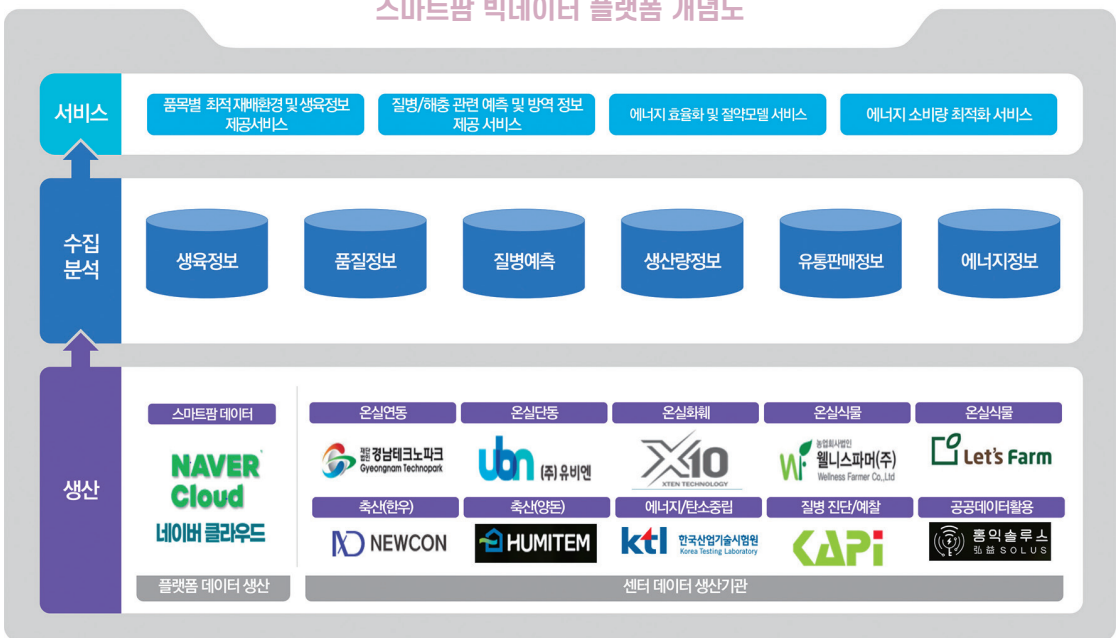 스마트팜 빅데이터 플랫폼 개념도
서비스
품목별 최적 재배환경 및 생육정보
제공서비스
질병/해충 관련 예측 및 방역 정보
제공 서비스
에너지 효율화 및 절약모델 서비스
에너지 소비량 최적화 서비스
수집
분석
생육정보
품질정보
질병예측
생산량정보
유통판매정보
에너지정보
생산
스마트팜 데이터
NAVER
Cloud
네이버 클라우드
플랫폼 데이터 생산
온실연동
온실단동
온실화훼
온실식물
온실식물
경남테크노파크
Gyeongnam Technopark
ubn (주)유비엔
X10
XTEN TECHNOLOGY
농업회사법인
웰니스파머(주)
Wellness Farmer Co.,Ltd
Let's Farm
축산(한우)
축산(양돈)
에너지/탄소중립
질병 진단/예찰
공공데이터활용
NEWCON
HUMITEM
ktl 한국산업기술시험원
Korea Testing Laboratory
KAPi
홍익솔루스
弘益 SOLUS
센터 데이터 생산기관